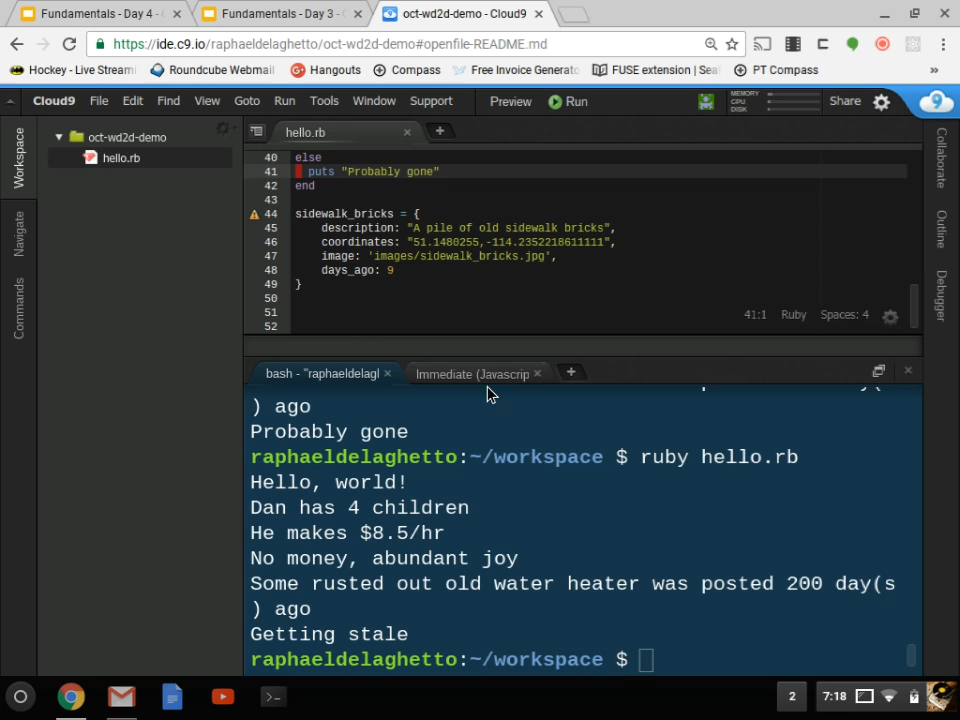 Fundamentals - Day 4 -
Fundamentals - Day 3 -
oct-wd2d-demo - Cloud9
https://ide.c9.io/raphaeldelaghetto/oct-wd2d-demo#openfile-README.md
Hockey - Live Streami
Roundcube Webmail
Hangouts
Compass
Free Invoice Generato
FUSE extension | Sea
PT Compass
»
Cloud9 File Edit Find View Goto Run Tools Window Support Preview Run
MEMORY
CPU
DISK
Share
9
Workspace
Navigate
Commands
oct-wd2d-demo
hello.rb
hello.rb
Collaborate
Outline
Debugger
40 else
41 puts "Probably gone"
42 end
43
44 sidewalk_bricks = {
45 description: "A pile of old sidewalk bricks",
46 coordinates: "51.1480255,-114.2352218611111",
47 image: 'images/sidewalk_bricks.jpg',
48 days_ago: 9
49 }
50
51
52
41:1 Ruby Spaces: 4
bash - "raphaeldelagl
Immediate (Javascrip
) ago
Probably gone
raphaeldelaghetto:~/workspace $ ruby hello.rb
Hello, world!
Dan has 4 children
He makes $8.5/hr
No money, abundant joy
Some rusted out old water heater was posted 200 day(s
) ago
Getting stale
raphaeldelaghetto:~/workspace $
2
7:18